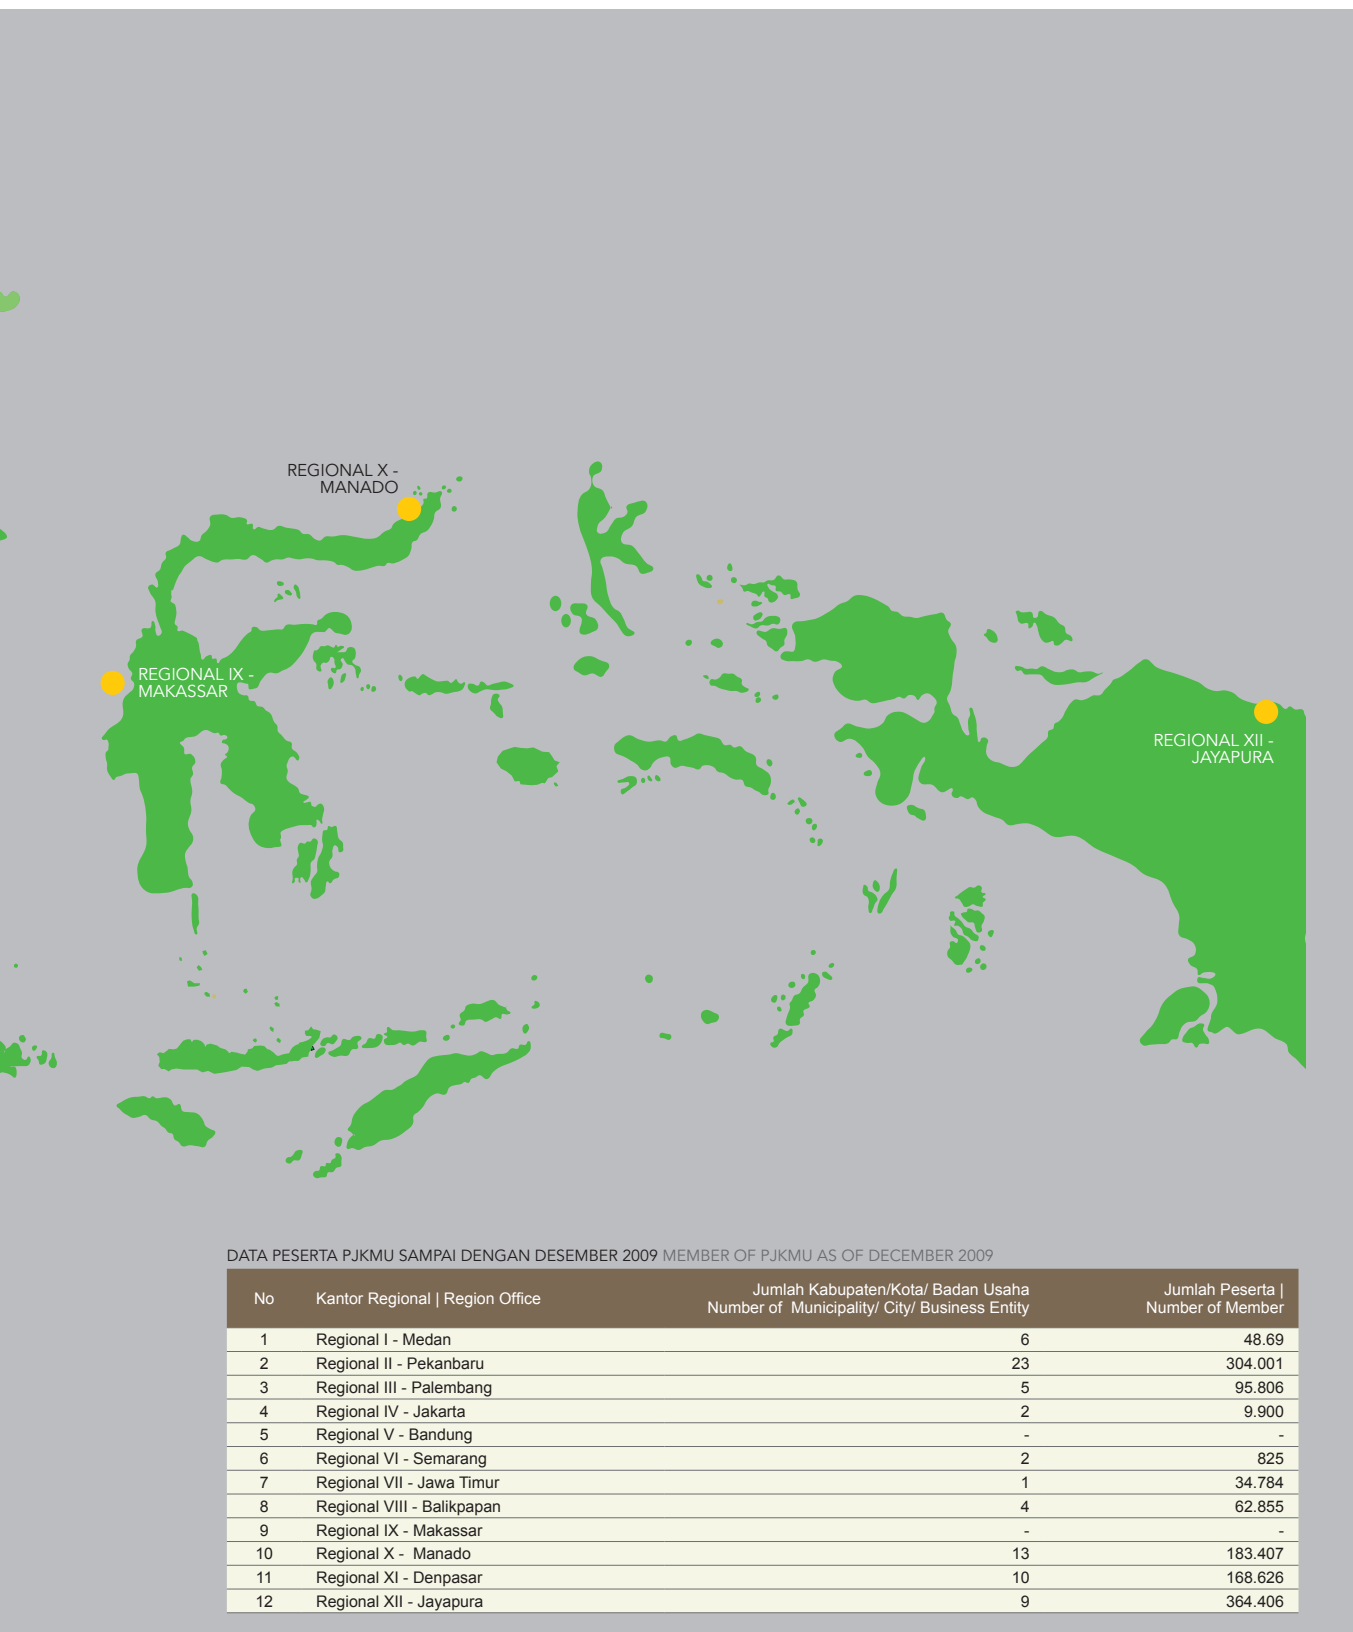 REGIONAL X -
MANADO
REGIONAL IX -
MAKASSAR
REGIONAL XII -
JAYAPURA
DATA PESERTA PJKMU SAMPAI DENGAN DESEMBER 2009 MEMBER OF PJKMU AS OF DECEMBER 2009
No Kantor Regional | Region Office Jumlah Kabupaten/Kota/ Badan Usaha Number of Municipality/ City/ Business Entity Jumlah Peserta | Number of Member
1 Regional I - Medan 6 48.69
2 Regional II - Pekanbaru 23 304.001
3 Regional III - Palembang 5 95.806
4 Regional IV - Jakarta 2 9.900
5 Regional V - Bandung - -
6 Regional VI - Semarang 2 825
7 Regional VII - Jawa Timur 1 34.784
8 Regional VIII - Balikpapan 4 62.855
9 Regional IX - Makassar - -
10 Regional X - Manado 13 183.407
11 Regional XI - Denpasar 10 168.626
12 Regional XII - Jayapura 9 364.406